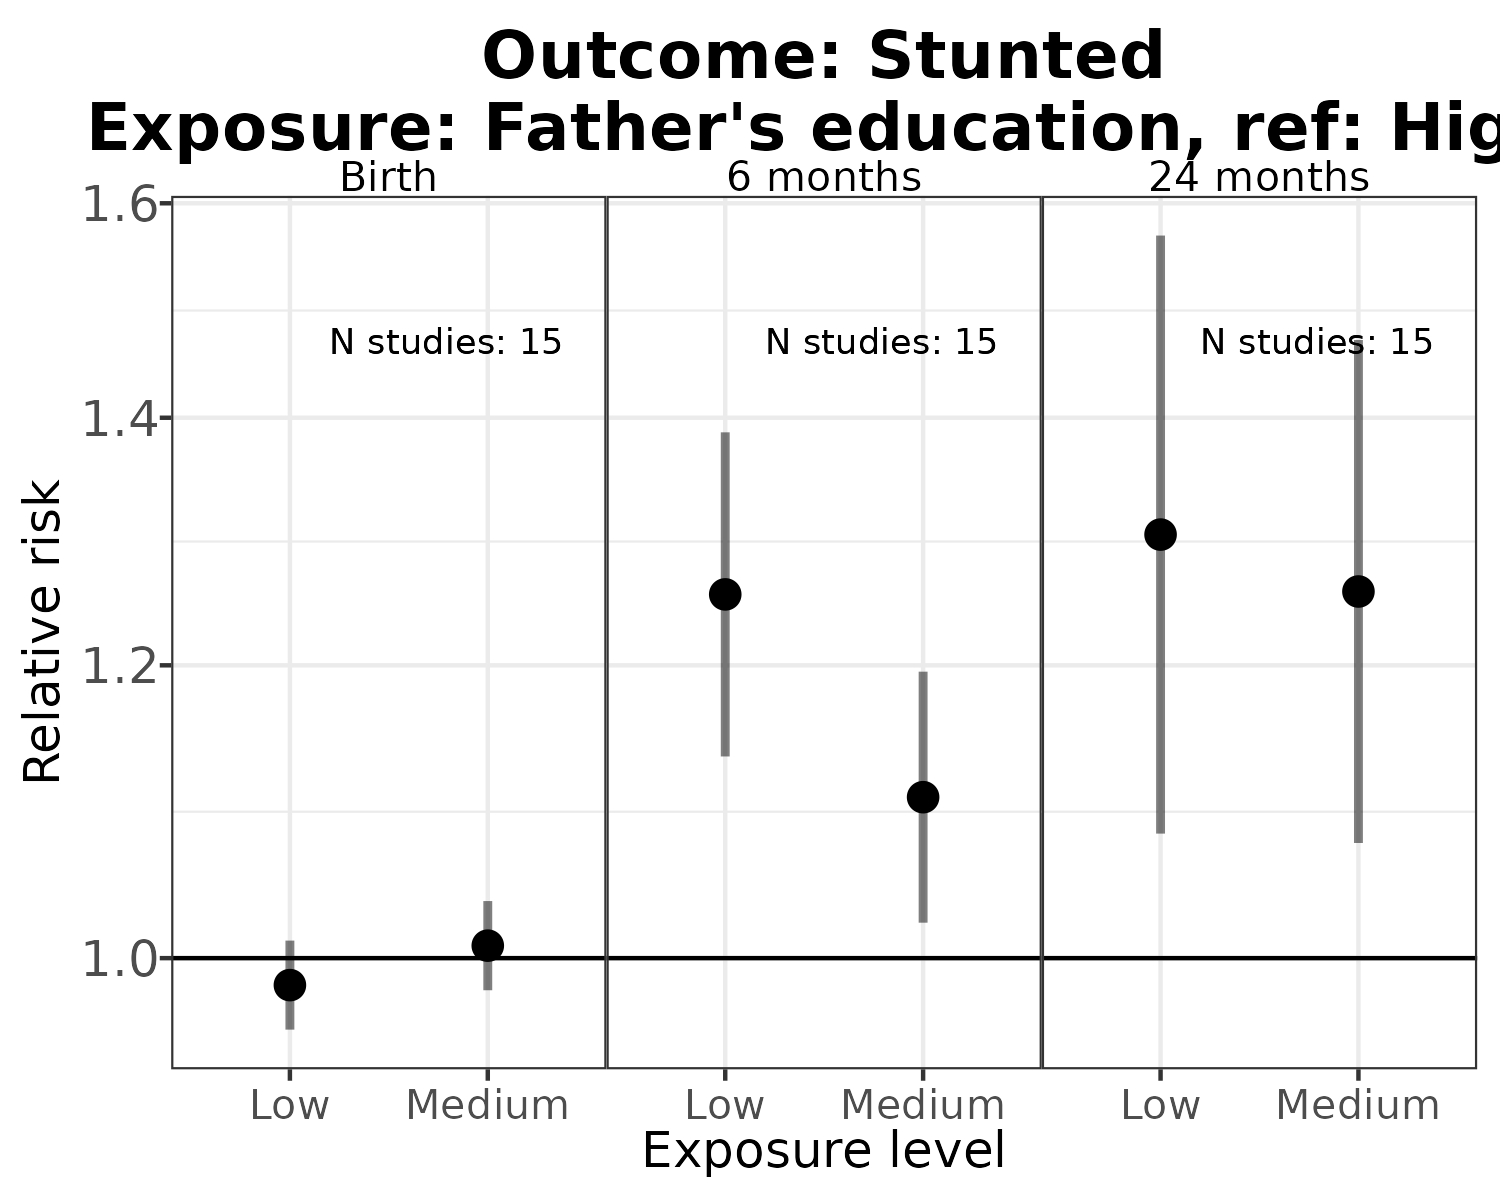 Outcome: Stunted
Exposure: Father's education, ref: Hig
Birth 6 months 24 months
1.6
N studies: 15 N studies: 15 N studies: 15
1.4
1.2
1.0
Relative risk
Low Medium Low Medium Low Medium
Exposure level